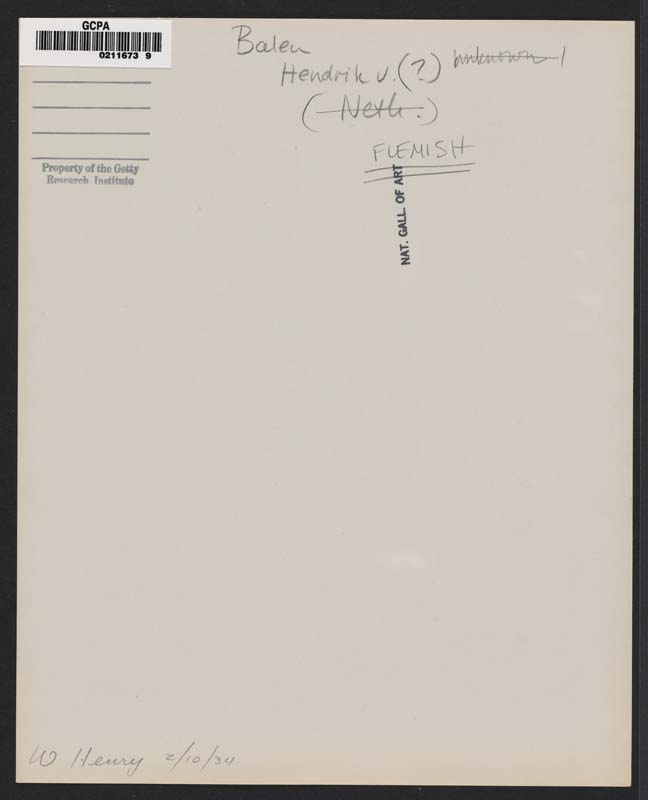 GCPA
0211673 9
Balen
Hendrik v. (?) unknown /
(Neth.)
FLEMISH
Property of the Getty
Research Institute
NAT. GALL. OF ART
W Henry 2/10/34